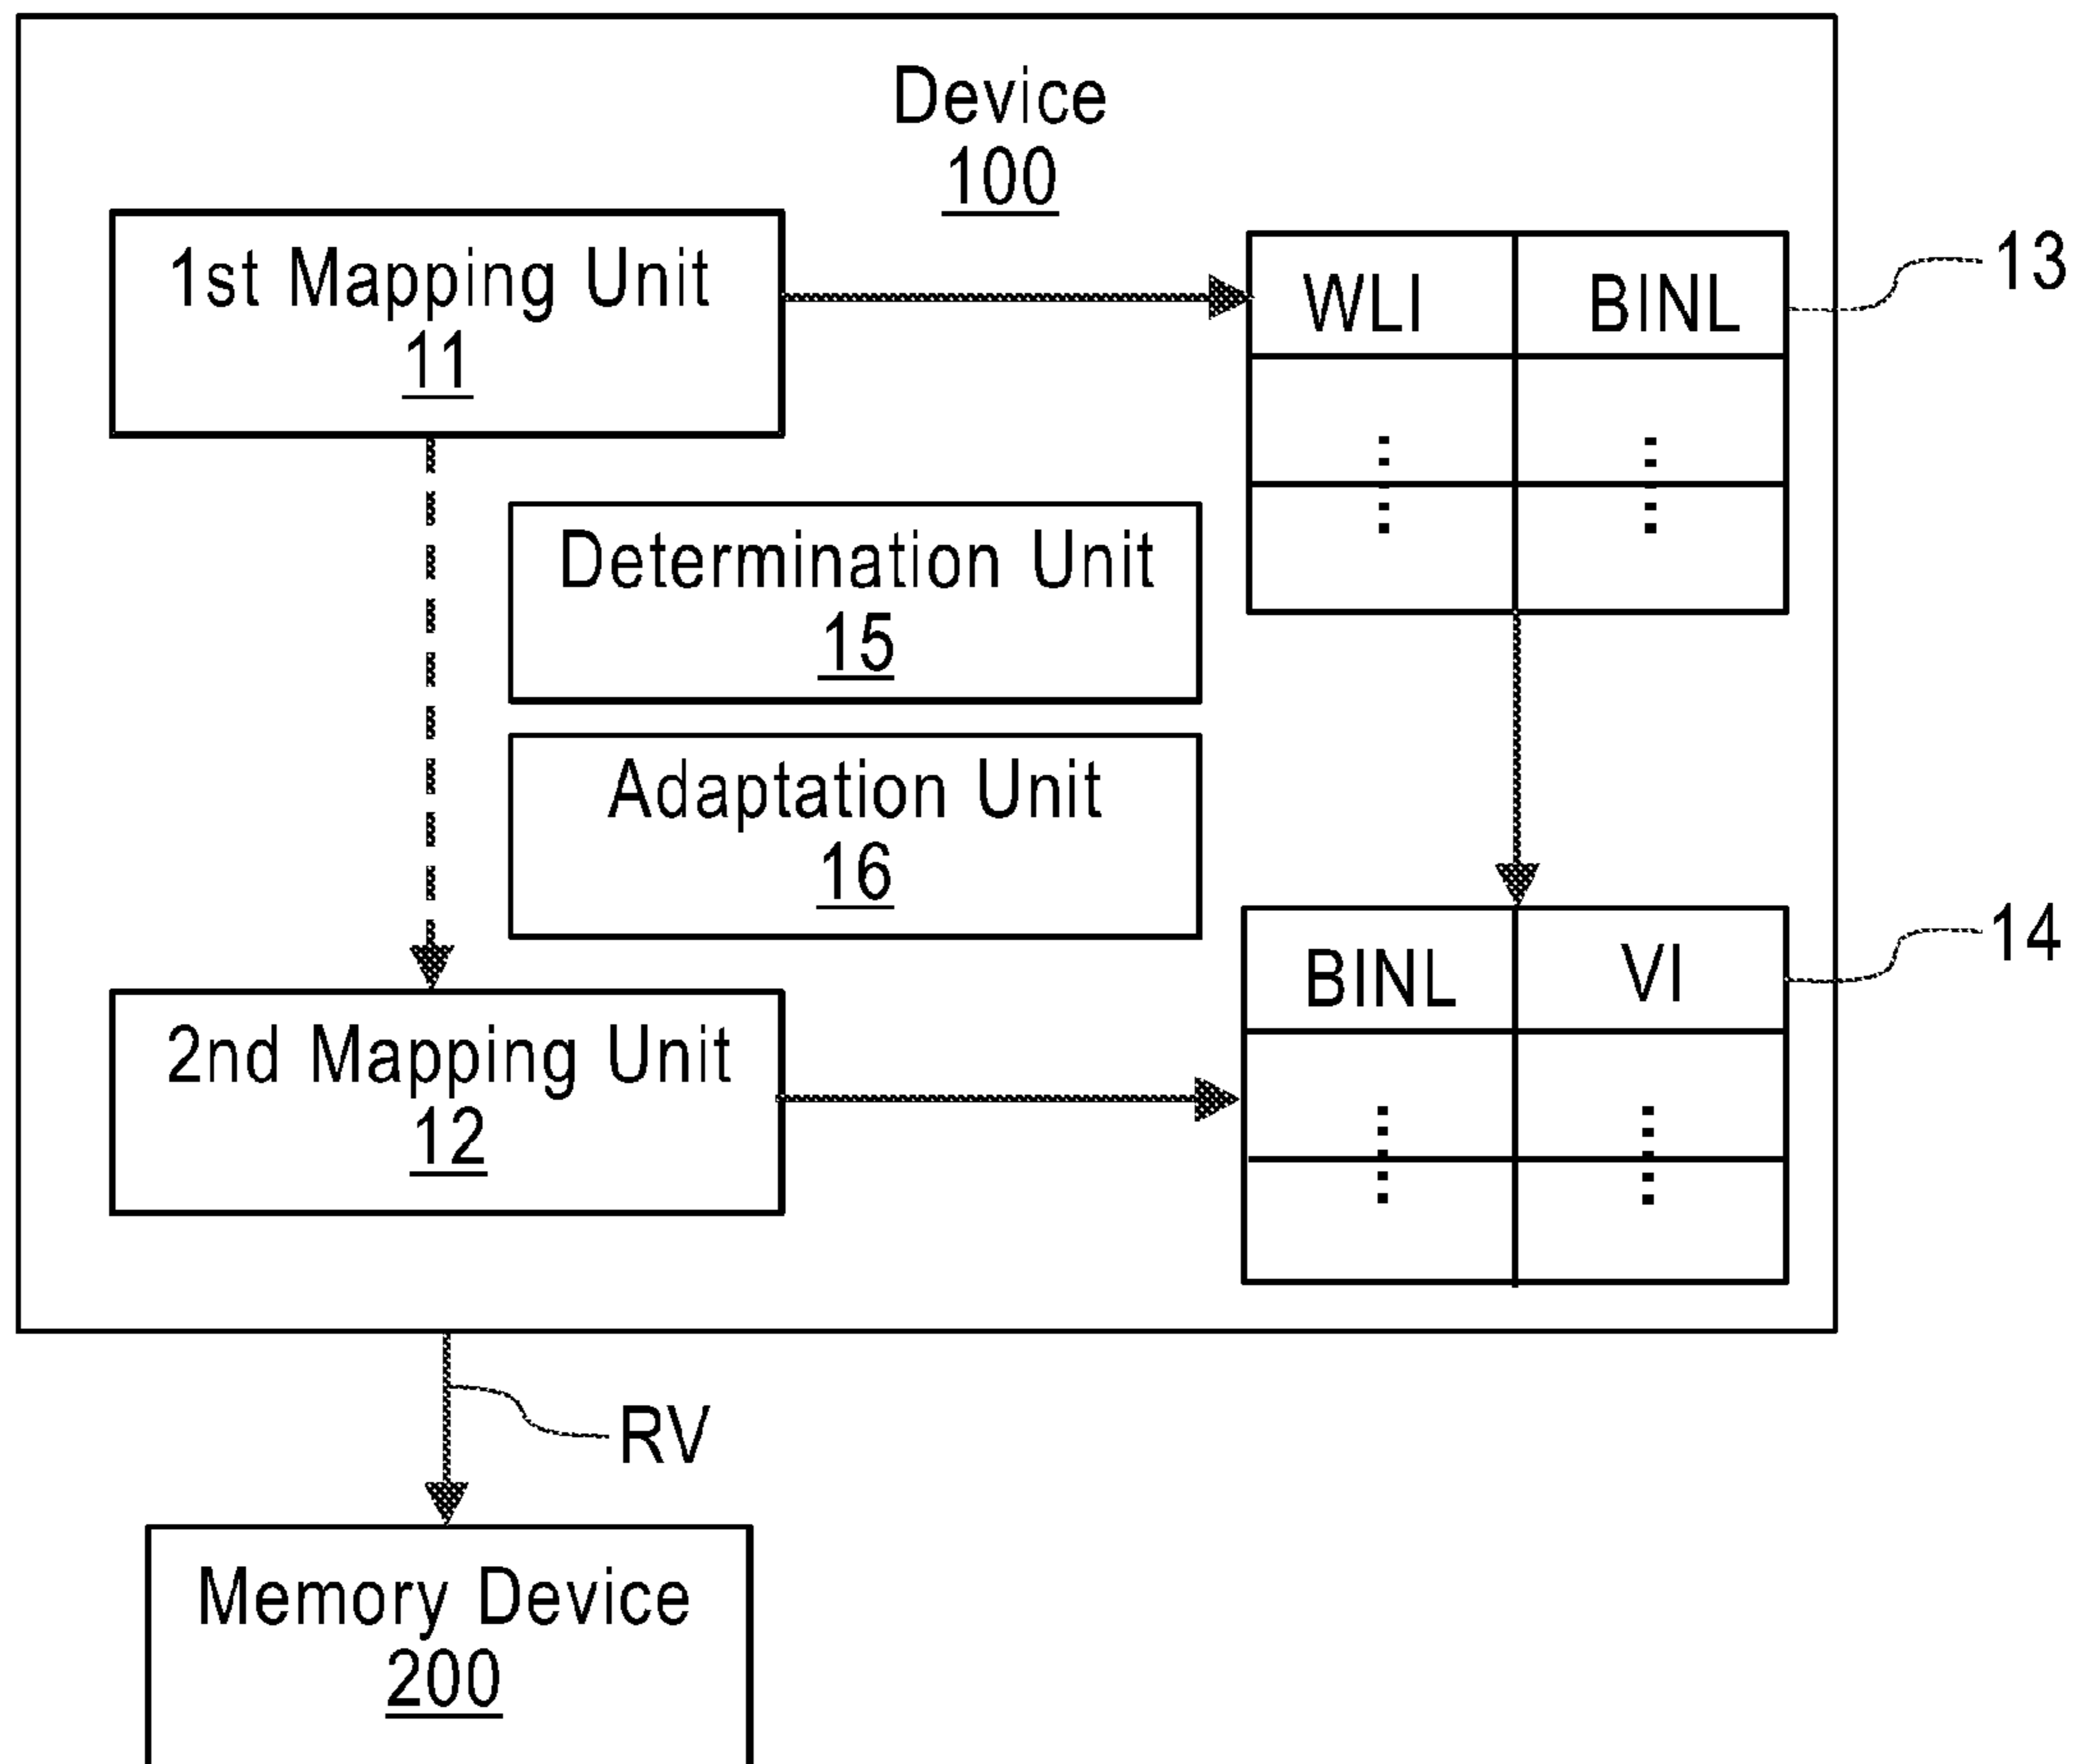 Device
100
1st Mapping Unit
11
WLI BINL
13
Determination Unit
15
Adaptation Unit
16
BINL VI
14
2nd Mapping Unit
12
RV
Memory Device
200